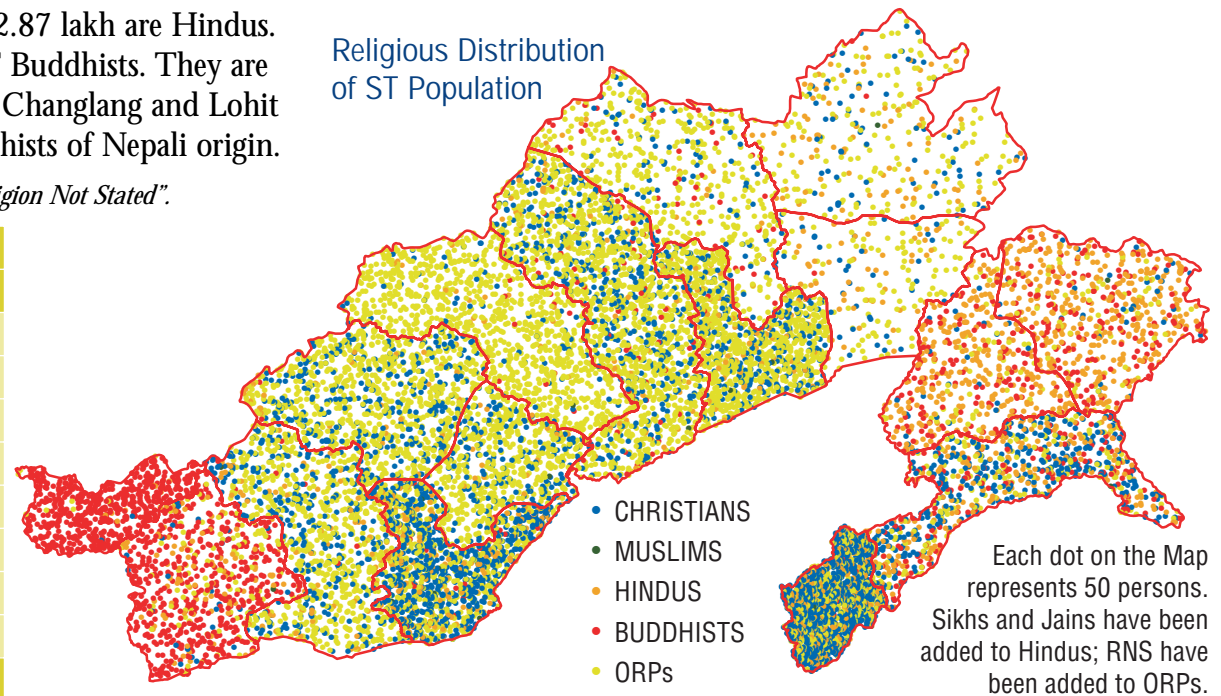 2.87 lakh are Hindus.
Buddhists. They are
Changlang and Lohit
hists of Nepali origin.
igion Not Stated”.
Religious Distribution
of ST Population
CHRISTIANS
MUSLIMS
HINDUS
BUDDHISTS
ORPs
Each dot on the Map
represents 50 persons.
Sikhs and Jains have been
added to Hindus; RNS have
been added to ORPs.